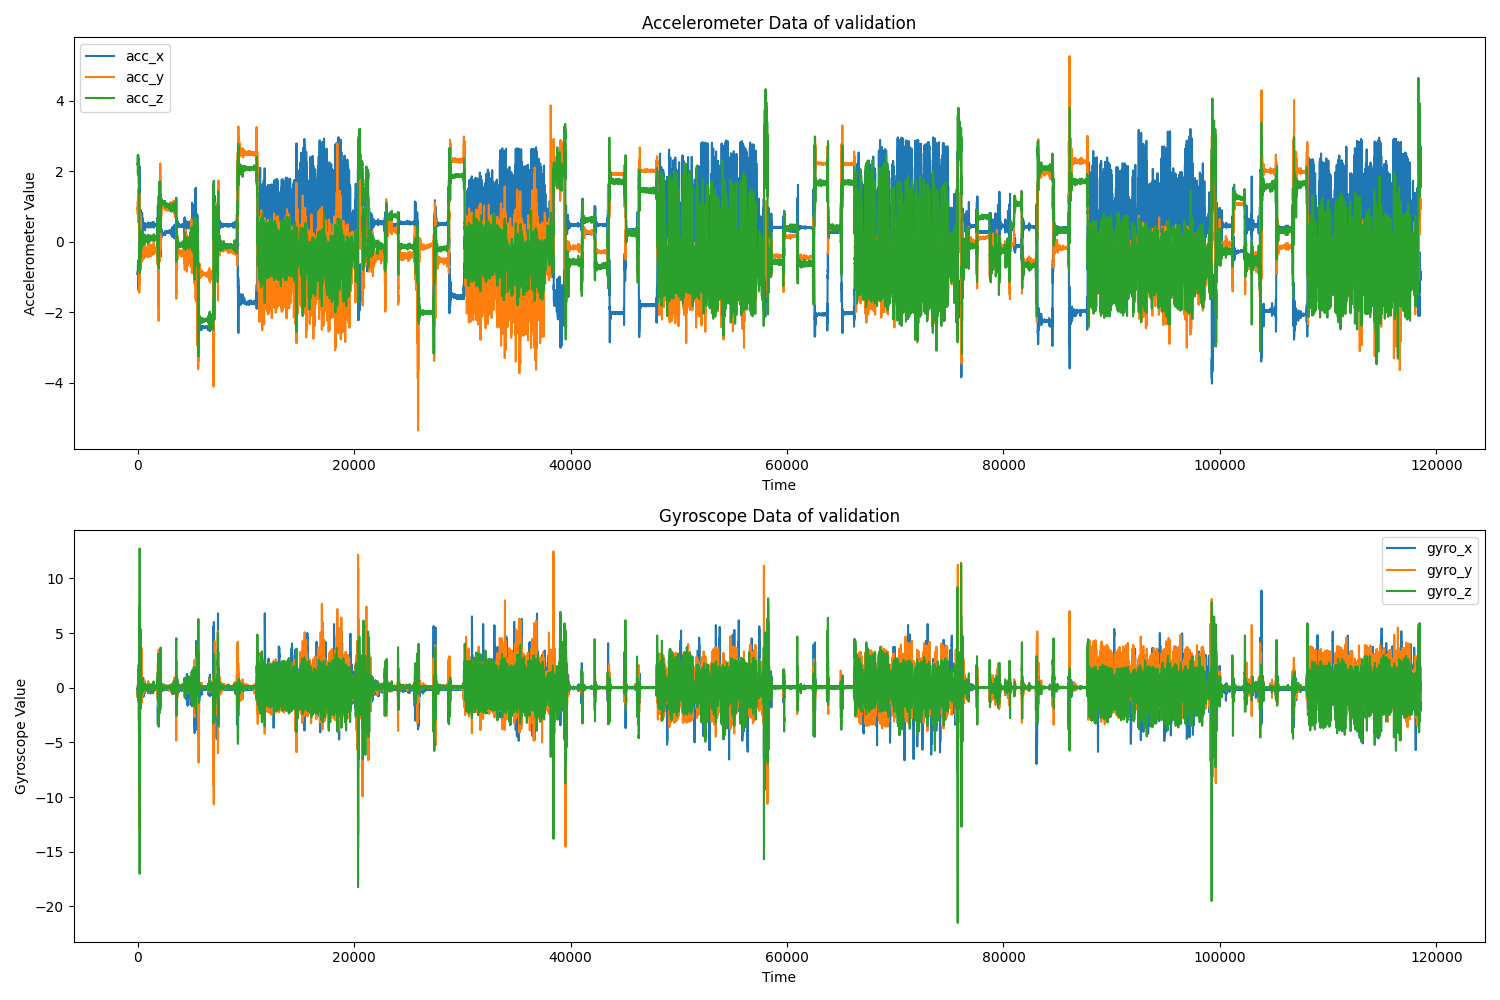 Accelerometer Data of validation
acc_x
acc_y
acc_z
Accelerometer Value
4
2
0
−2
−4
0
20000
40000
60000
80000
100000
120000
Time
Gyroscope Data of validation
gyro_x
gyro_y
gyro_z
Gyroscope Value
10
5
0
−5
−10
−15
−20
0
20000
40000
60000
80000
100000
120000
Time